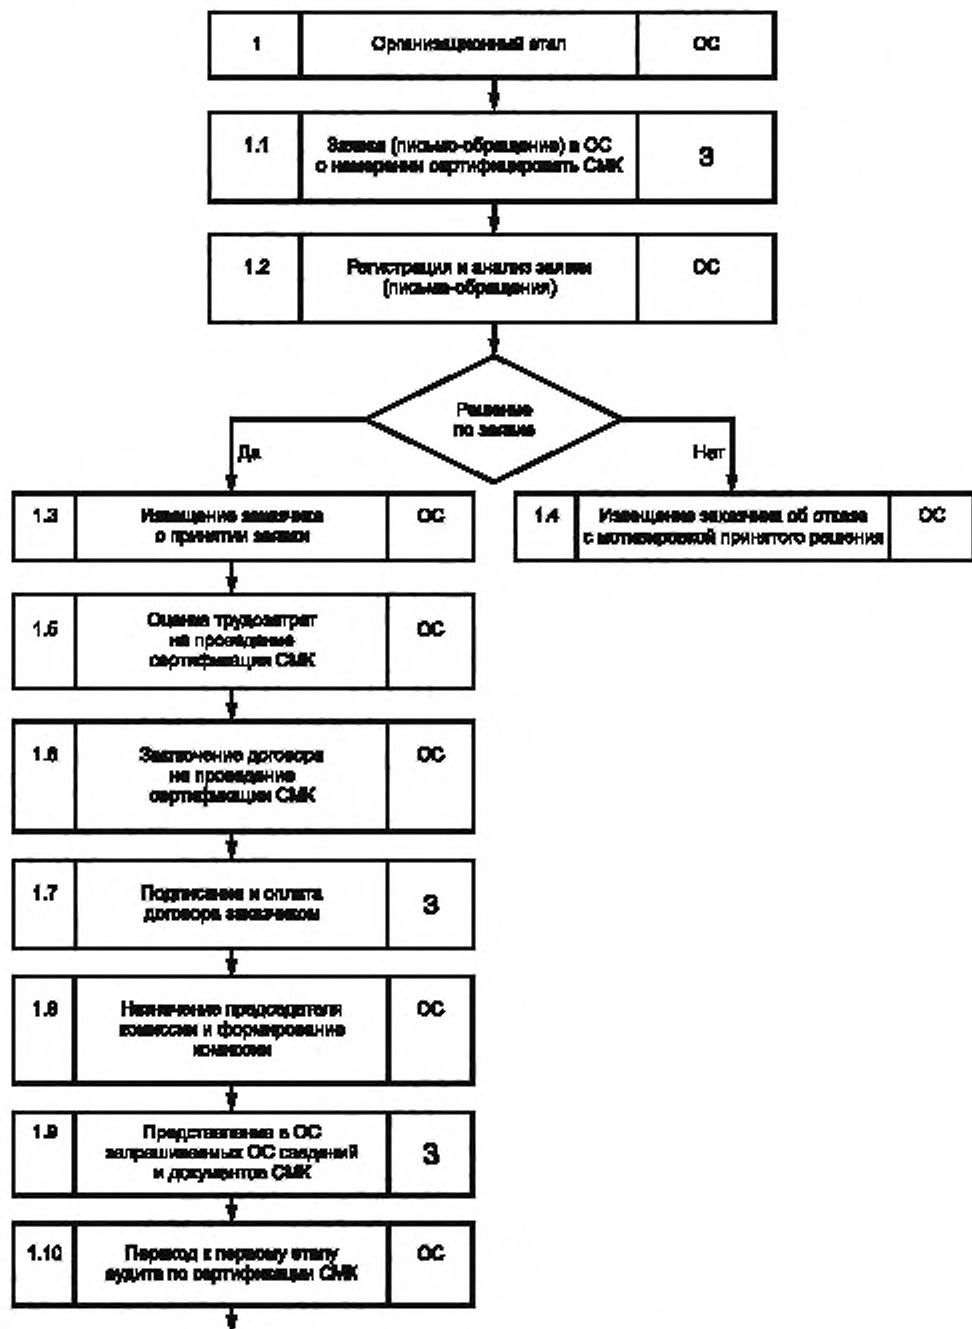 1 Организационный этап ОС
1.1 Заявка (письмо-обращение) в ОС З
о намерении сертифицировать СМК
1.2 Регистрация и анализ заявки ОС
(письма-обращения)
Решение
по заявке
Да
Нет
1.3 Извещение заказчика ОС
о принятии заявки
1.4 Извещение заказчика об отказе ОС
с мотивировкой принятого решения
1.5 Оценка трудозатрат ОС
на проведение
сертификации СМК
1.6 Заключение договора ОС
на проведение
сертификации СМК
1.7 Подписание и оплата З
договора заказчиком
1.8 Назначение председателя ОС
комиссии и формирование
комиссии
1.9 Представление в ОС З
запрашиваемых ОС сведений
и документов СМК
1.10 Переход к первому этапу ОС
аудита по сертификации СМК